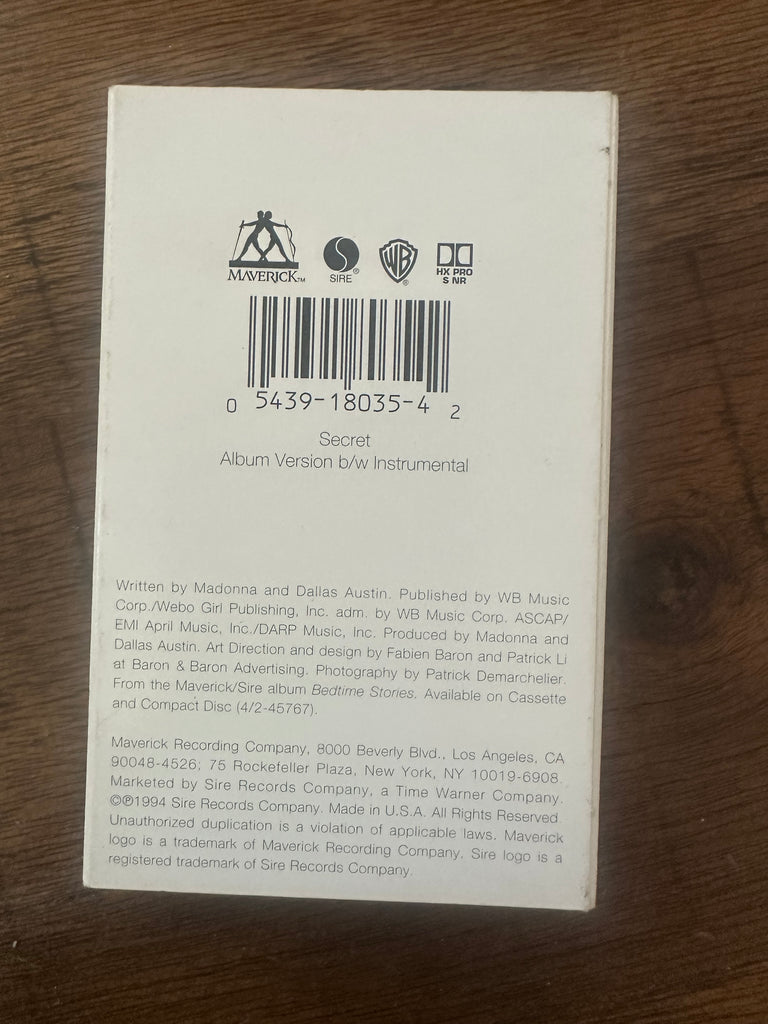 MAVERICK™
SIRE®
WB®
HX PRO
S NR
0 5439-18035-4 2
Secret
Album Version b/w Instrumental
Written by Madonna and Dallas Austin. Published by WB Music
Corp./Webo Girl Publishing, Inc. adm. by WB Music Corp. ASCAP/
EMI April Music, Inc./DARP Music, Inc. Produced by Madonna and
Dallas Austin. Art Direction and design by Fabien Baron and Patrick Li
at Baron & Baron Advertising. Photography by Patrick Demarchelier.
From the Maverick/Sire album Bedtime Stories. Available on Cassette
and Compact Disc (4/2-45767).
Maverick Recording Company, 8000 Beverly Blvd., Los Angeles, CA
90048-4526; 75 Rockefeller Plaza, New York, NY 10019-6908.
Marketed by Sire Records Company, a Time Warner Company.
©℗1994 Sire Records Company. Made in U.S.A. All Rights Reserved.
Unauthorized duplication is a violation of applicable laws. Maverick
logo is a trademark of Maverick Recording Company. Sire logo is a
registered trademark of Sire Records Company.